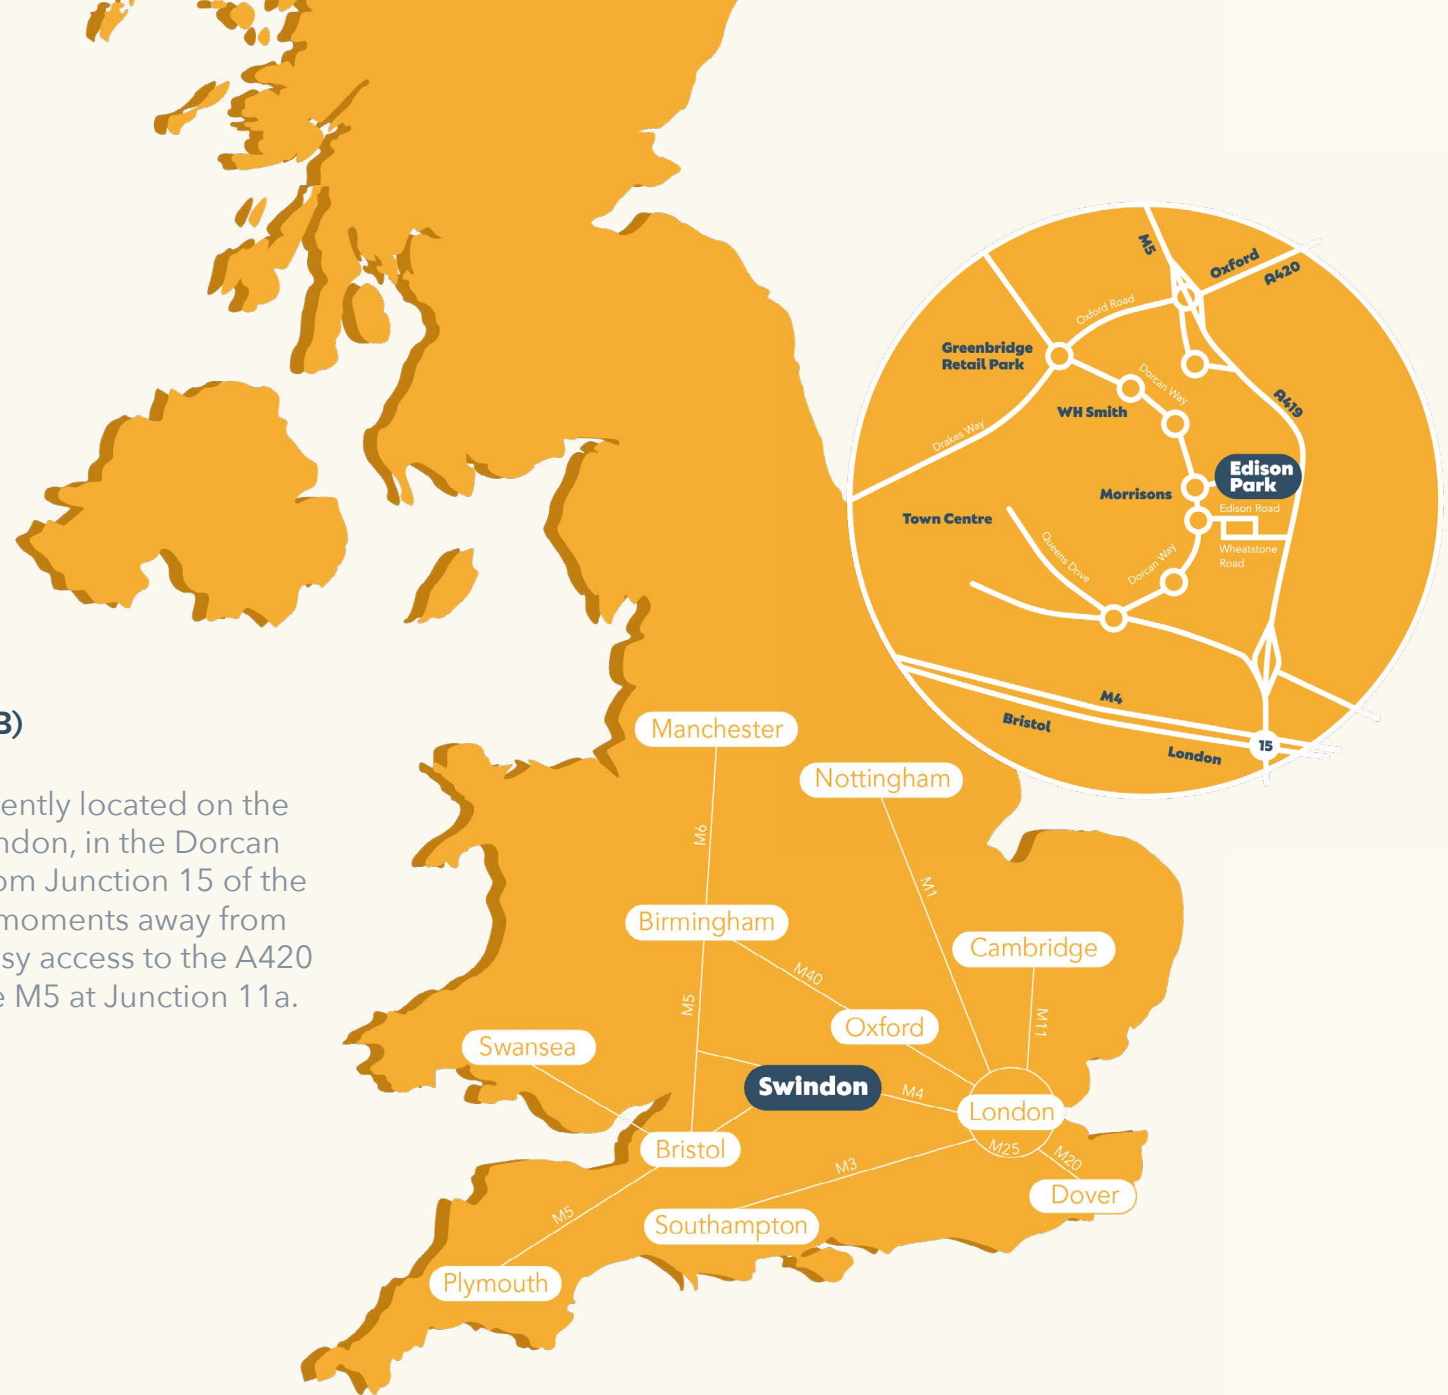 B)
ently located on the
ndon, in the Dorcan
om Junction 15 of the
moments away from
sy access to the A420
e M5 at Junction 11a.
M5
Oxford
A420
Oxford Road
Greenbridge
Retail Park
Dorcan Way
WH Smith
A419
Drakes Way
Edison
Park
Morrisons
Edison Road
Town Centre
Queens Drive
Dorcan Way
Wheatstone
Road
M4
Bristol
London
15
Manchester
Nottingham
M6
M1
Birmingham
Cambridge
M40
M5
M11
Oxford
Swansea
Swindon
M4
London
Bristol
M25
M20
M3
Dover
M5
Southampton
Plymouth